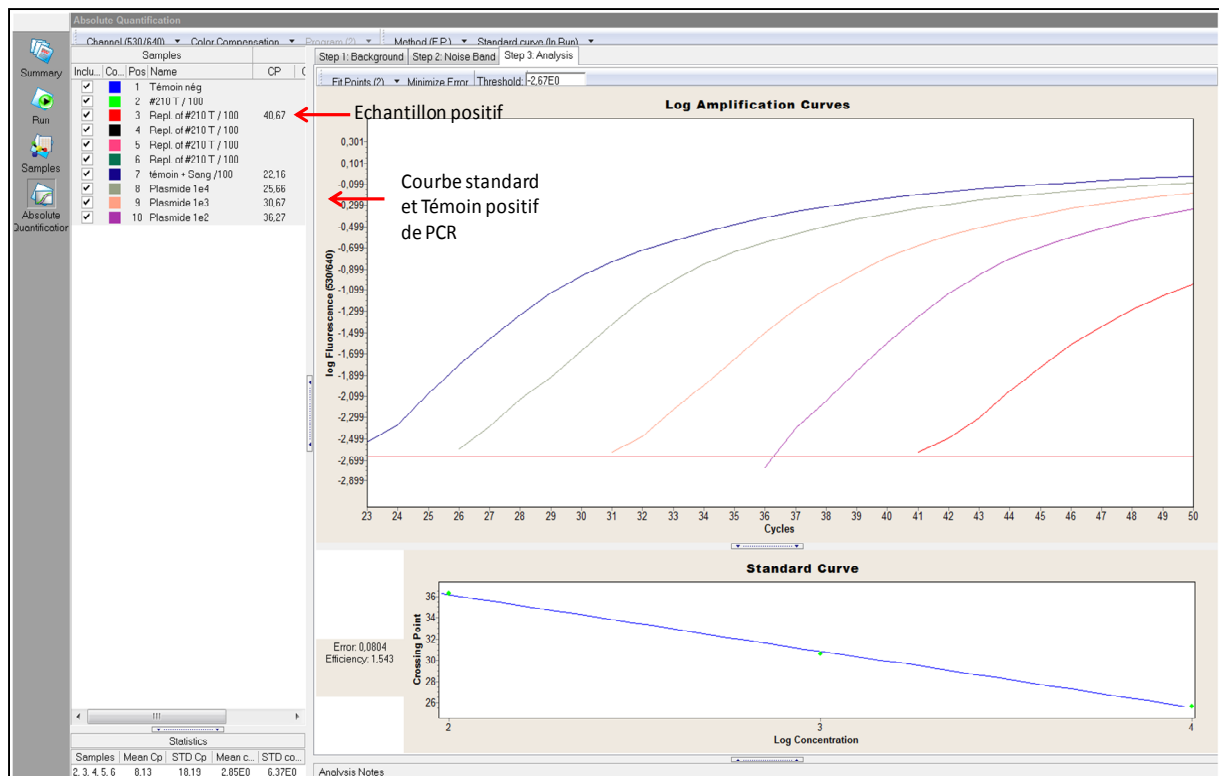 Absolute Quantification
Channel (530/640) Color Compensation Program (2) Method (F.P.) Standard curve (In Run)
Summary
Run
Samples
Absolute
Quantification
Samples
Inclu... Co... Pos Name CP C
1 Témoin nég
2 #210 T / 100
3 Repl. of #210 T / 100 40,67
4 Repl. of #210 T / 100
5 Repl. of #210 T / 100
6 Repl. of #210 T / 100
7 témoin + Sang /100 22,16
8 Plasmide 1e4 25,66
9 Plasmide 1e3 30,67
10 Plasmide 1e2 36,27
Echantillon positif
Courbe standard
et Témoin positif
de PCR
Step 1: Background Step 2: Noise Band Step 3: Analysis
Fit Points (2) Minimize Error Threshold: -2,67E0
Log Amplification Curves
log Fluorescence (530/640)
0,301
0,101
-0,099
-0,299
-0,499
-0,699
-0,899
-1,099
-1,299
-1,499
-1,699
-1,899
-2,099
-2,299
-2,499
-2,699
-2,899
23 24 25 26 27 28 29 30 31 32 33 34 35 36 37 38 39 40 41 42 43 44 45 46 47 48 49 50
Cycles
Standard Curve
Error: 0,0804
Efficiency: 1.543
Crossing Point
36
34
32
30
28
26
2 3 4
Log Concentration
Statistics
Samples Mean Cp STD Cp Mean c... STD co...
2, 3, 4, 5, 6 8,13 18,19 2,85E0 6,37E0
Analysis Notes